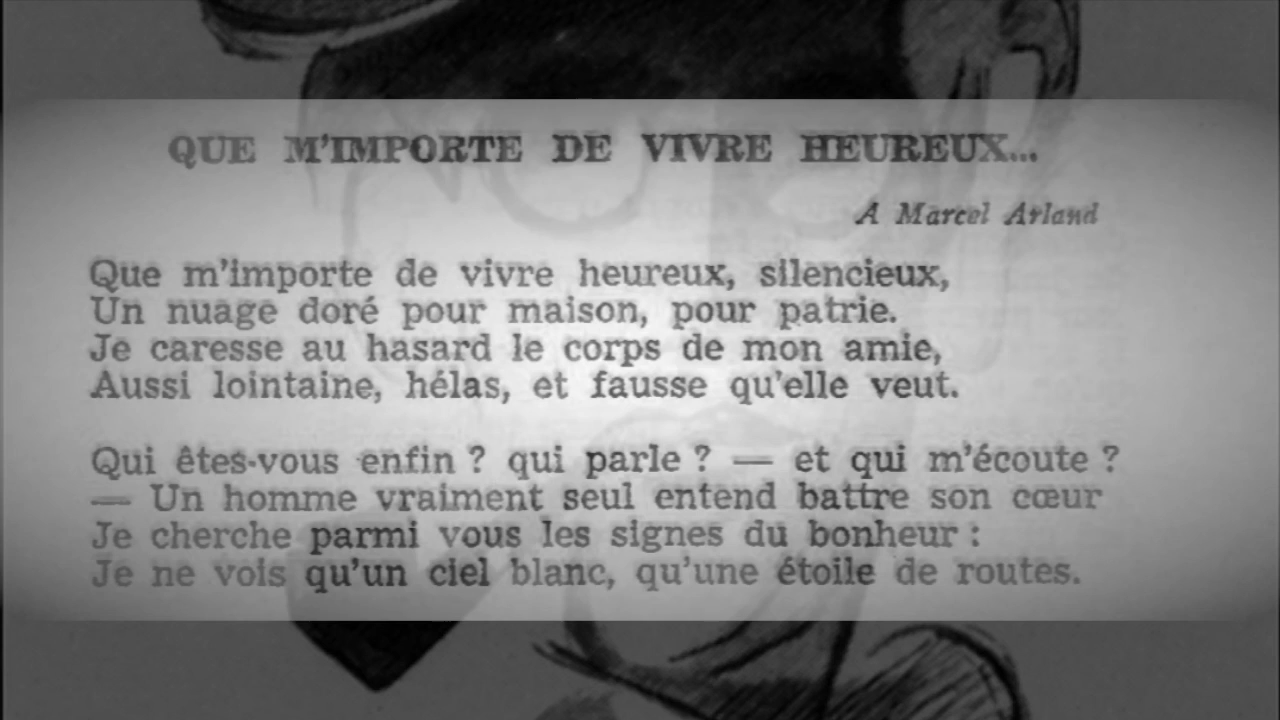 QUE M'IMPORTE DE VIVRE HEUREUX...
A Marcel Arland
Que m'importe de vivre heureux, silencieux,
Un nuage doré pour maison, pour patrie.
Je caresse au hasard le corps de mon amie,
Aussi lointaine, hélas, et fausse qu'elle veut.
Qui êtes-vous enfin ? qui parle ? — et qui m'écoute ?
— Un homme vraiment seul entend battre son cœur
Je cherche parmi vous les signes du bonheur :
Je ne vois qu'un ciel blanc, qu'une étoile de routes.